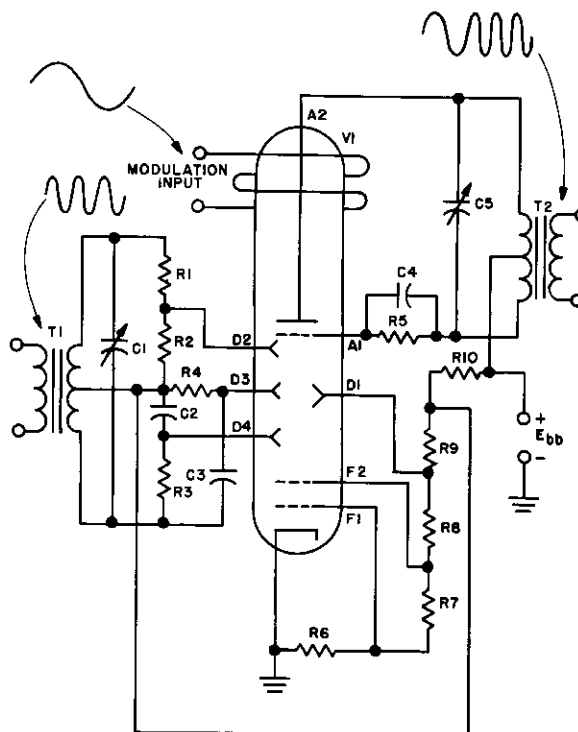 A2
V1
MODULATION
INPUT
C5
T2
R1
C4
T1
C1
D2
R5
A1
R2
R4
D3
D1
R10
C2
+
Ebb
-
D4
R9
C3
R3
F2
F1
R8
R7
R6